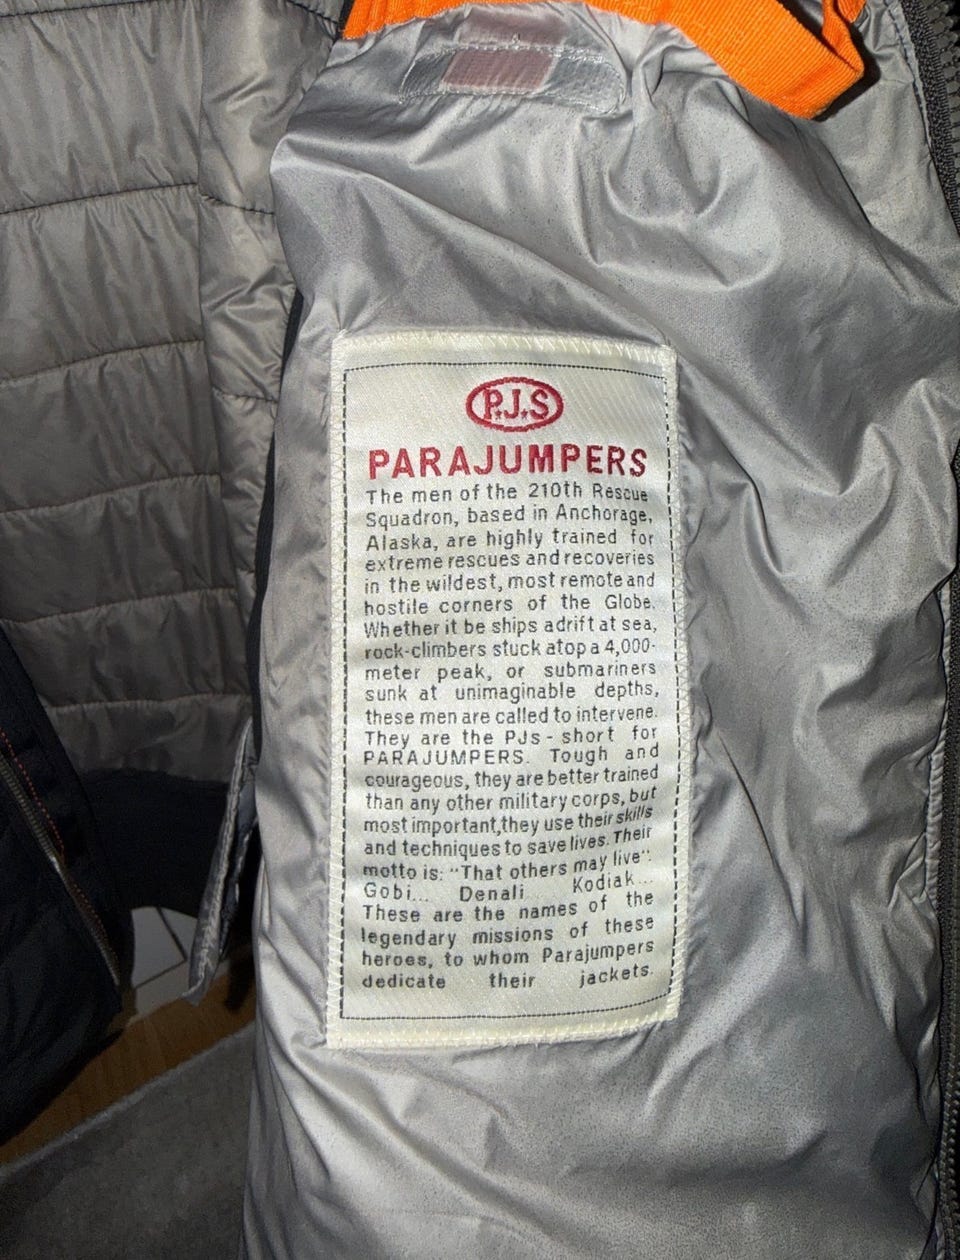 P.J.S
PARAJUMPERS
The men of the 210th Rescue
Squadron, based in Anchorage,
Alaska, are highly trained for
extreme rescues and recoveries
in the wildest, most remote and
hostile corners of the Globe.
Whether it be ships adrift at sea,
rock-climbers stuck atop a 4,000-
meter peak, or submariners
sunk at unimaginable depths,
these men are called to intervene.
They are the PJs - short for
PARAJUMPERS. Tough and
courageous, they are better trained
than any other military corps, but
most important,they use their skills
and techniques to save lives. Their
motto is: “That others may live”.
Gobi... Denali Kodiak...
These are the names of the
legendary missions of these
heroes, to whom Parajumpers
dedicate their jackets.